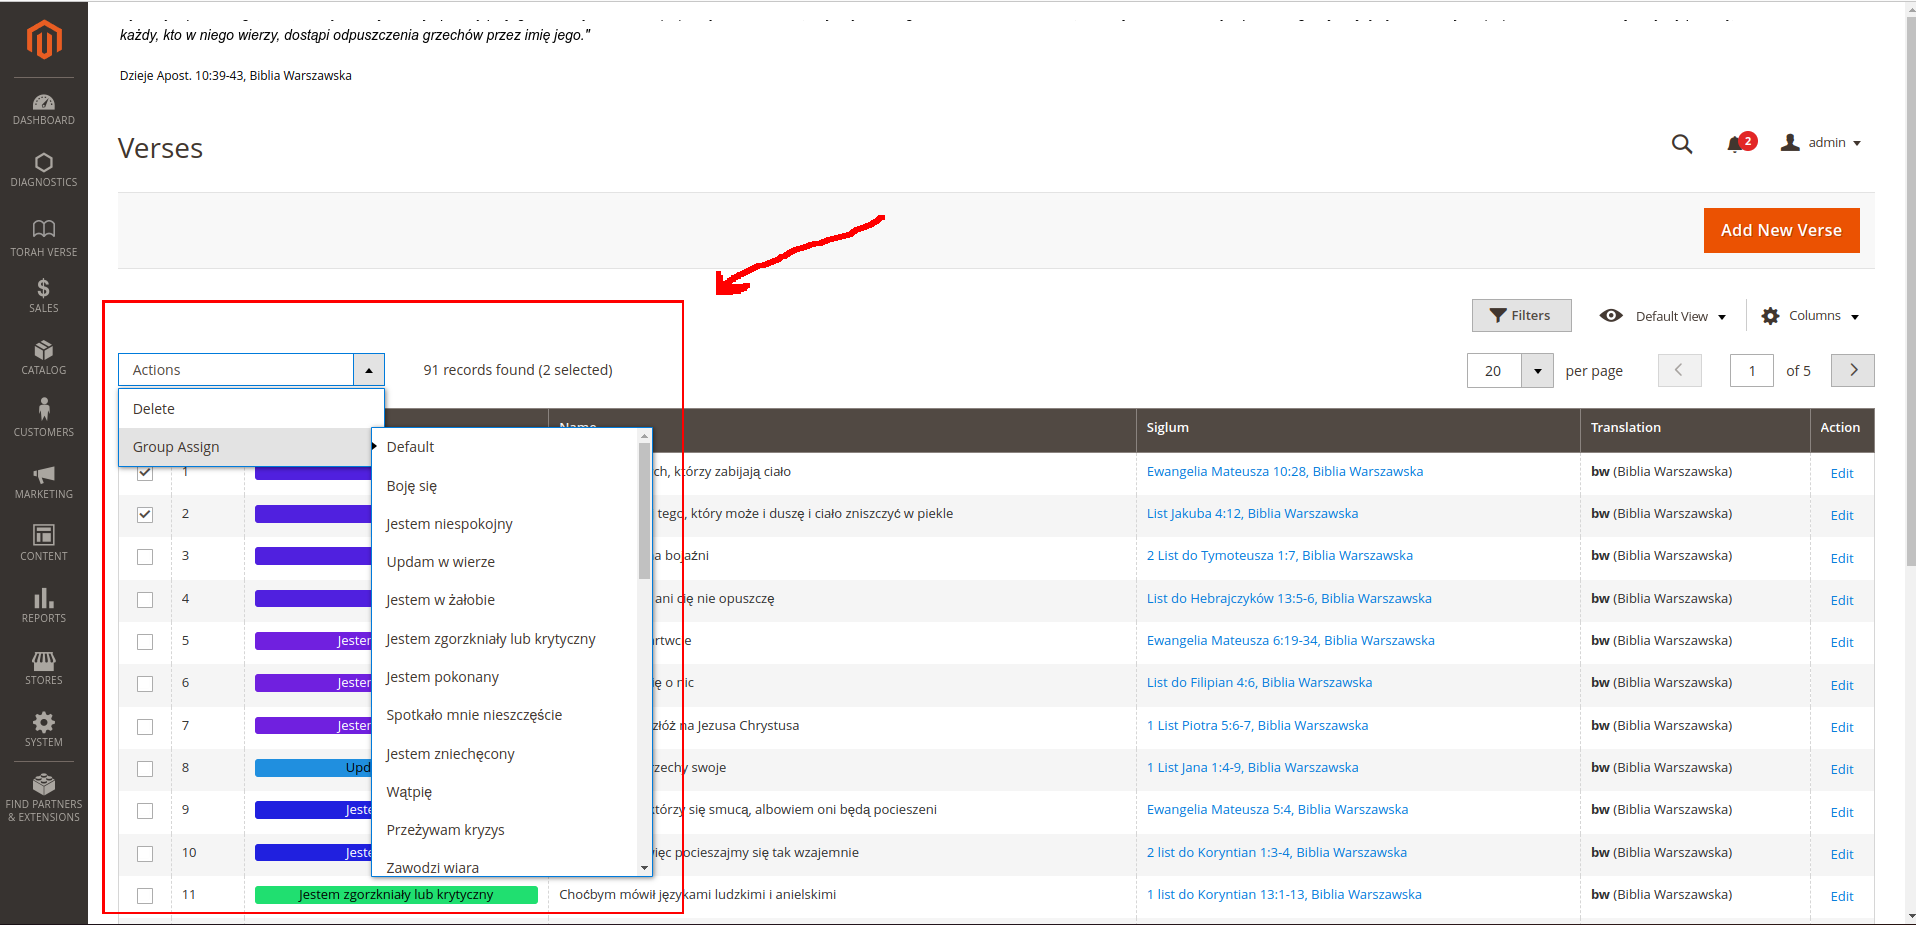 każdy, kto w niego wierzy, dostąpi odpuszczenia grzechów przez imię jego."
Dzieje Apost. 10:39-43, Biblia Warszawska
DASHBOARD
DIAGNOSTICS
TORAH VERSE
SALES
CATALOG
CUSTOMERS
MARKETING
CONTENT
REPORTS
STORES
SYSTEM
FIND PARTNERS
& EXTENSIONS
Verses
2
admin
Add New Verse
Filters
Default View
Columns
Actions
91 records found (2 selected)
20
per page
1
of 5
Delete
Group Assign
Default
Boję się
Jestem niespokojny
Updam w wierze
Jestem w żałobie
Jestem zgorzkniały lub krytyczny
Jestem pokonany
Spotkało mnie nieszczęście
Jestem zniechęcony
Wątpię
Przeżywam kryzys
Zawodzi wiara
Name Siglum Translation Action
1 ch, którzy zabijają ciało Ewangelia Mateusza 10:28, Biblia Warszawska bw (Biblia Warszawska) Edit
2 tego, który może i duszę i ciało zniszczyć w piekle List Jakuba 4:12, Biblia Warszawska bw (Biblia Warszawska) Edit
3 a bojaźni 2 List do Tymoteusza 1:7, Biblia Warszawska bw (Biblia Warszawska) Edit
4 ani cię nie opuszczę List do Hebrajczyków 13:5-6, Biblia Warszawska bw (Biblia Warszawska) Edit
5 Jester rtwcie Ewangelia Mateusza 6:19-34, Biblia Warszawska bw (Biblia Warszawska) Edit
6 Jester ę o nic List do Filipian 4:6, Biblia Warszawska bw (Biblia Warszawska) Edit
7 Jester złóż na Jezusa Chrystusa 1 List Piotra 5:6-7, Biblia Warszawska bw (Biblia Warszawska) Edit
8 Upd zechy swoje 1 List Jana 1:4-9, Biblia Warszawska bw (Biblia Warszawska) Edit
9 Jeste tórzy się smucą, albowiem oni będą pocieszeni Ewangelia Mateusza 5:4, Biblia Warszawska bw (Biblia Warszawska) Edit
10 Jeste ięc pocieszajmy się tak wzajemnie 2 list do Koryntian 1:3-4, Biblia Warszawska bw (Biblia Warszawska) Edit
11 Jestem zgorzkniały lub krytyczny Choćbym mówił językami ludzkimi i anielskimi 1 list do Koryntian 13:1-13, Biblia Warszawska bw (Biblia Warszawska) Edit